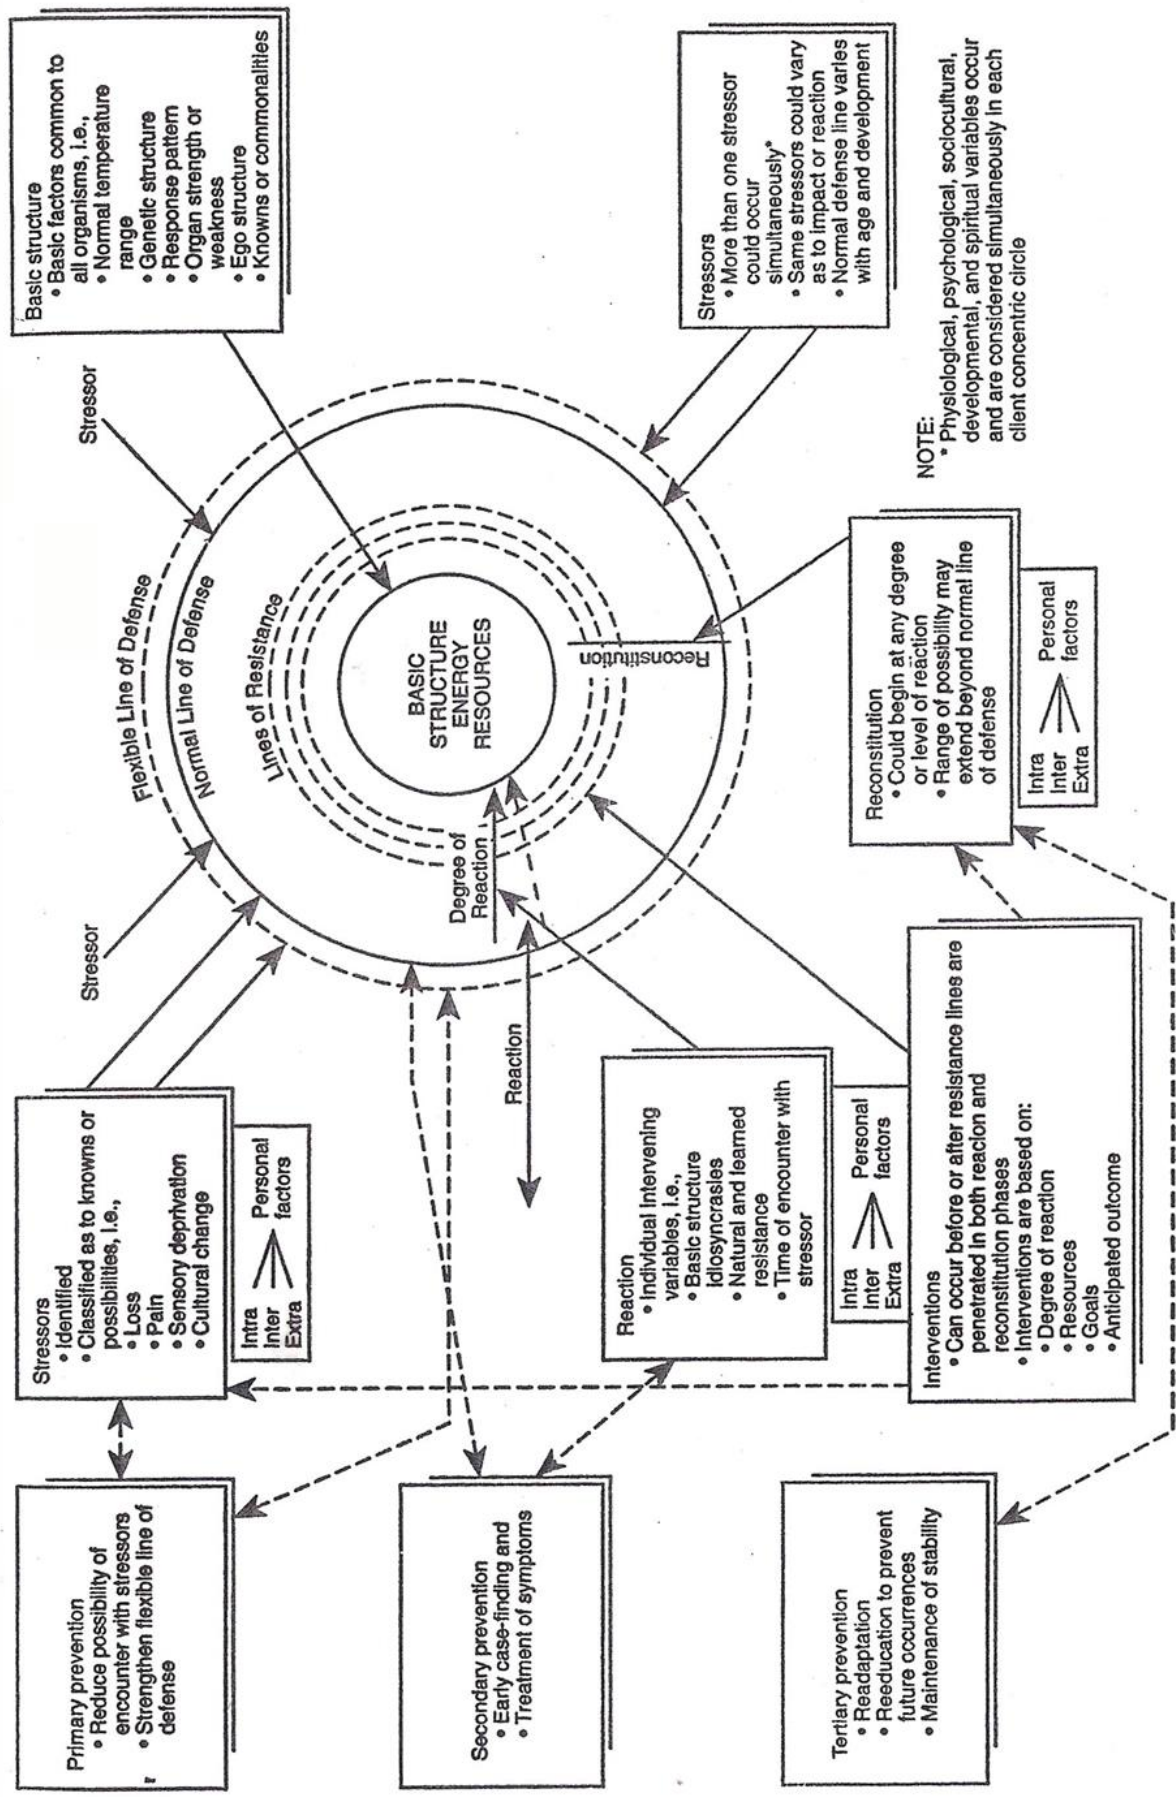 Primary prevention
• Reduce possibility of
encounter with stressors
• Strengthen flexible line of
defense
Stressors
• Identified
• Classified as to knowns or
possibilities, i.e.,
• Loss
• Pain
• Sensory deprivation
• Cultural change
Intra
Inter
Extra
Personal
factors
Stressor
Stressor
Basic structure
• Basic factors common to
all organisms, i.e.,
• Normal temperature
range
• Genetic structure
• Response pattern
• Organ strength or
weakness
• Ego structure
• Knowns or commonalities
Flexible Line of Defense
Normal Line of Defense
Lines of Resistance
BASIC
STRUCTURE
ENERGY
RESOURCES
Degree of
Reaction
Reaction
Reconstitution
Secondary prevention
• Early case-finding and
• Treatment of symptoms
Reaction
• Individual intervening
variables, i.e.,
• Basic structure
idiosyncrasies
• Natural and learned
resistance
• Time of encounter with
stressor
Intra
Inter
Extra
Personal
factors
Stressors
• More than one stressor
could occur
simultaneously*
• Same stressors could vary
as to impact or reaction
• Normal defense line varies
with age and development
Tertiary prevention
• Readaptation
• Reeducation to prevent
future occurrences
• Maintenance of stability
Interventions
• Can occur before or after resistance lines are
penetrated in both reacion and
reconstitution phases
• Interventions are based on:
• Degree of reaction
• Resources
• Goals
• Anticipated outcome
Reconstitution
• Could begin at any degree
or level of reaction
• Range of possibility may
extend beyond normal line
of defense
Intra
Inter
Extra
Personal
factors
NOTE:
* Physiological, psychological, sociocultural,
developmental, and spiritual variables occur
and are considered simultaneously in each
client concentric circle